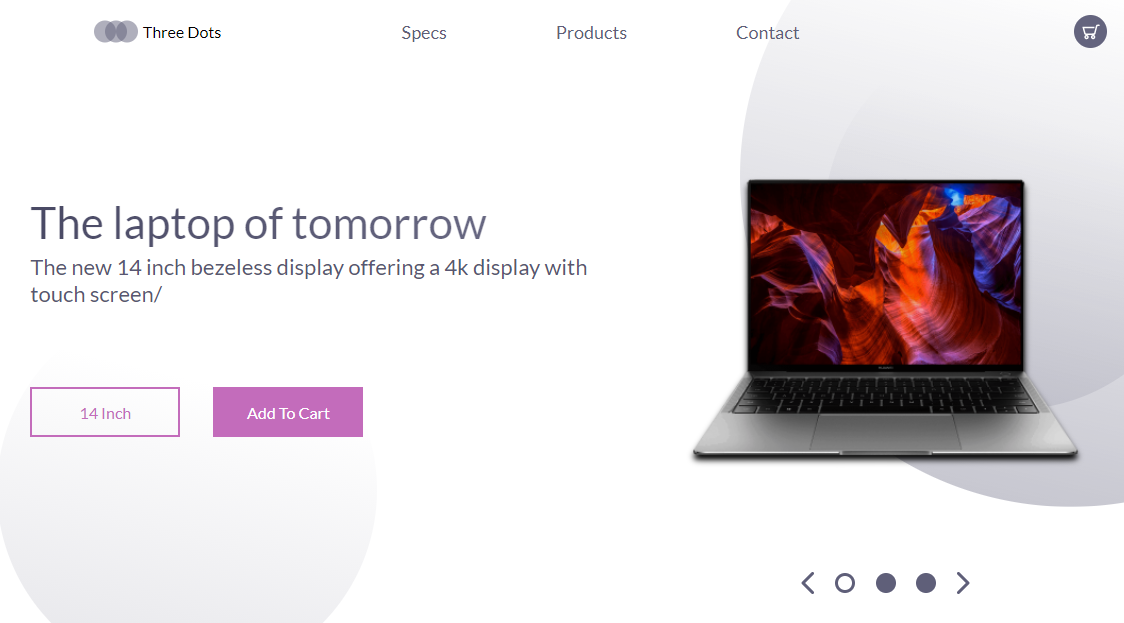 Three Dots
Specs
Products
Contact
The laptop of tomorrow
The new 14 inch bezeless display offering a 4k display with
touch screen/
14 Inch
Add To Cart